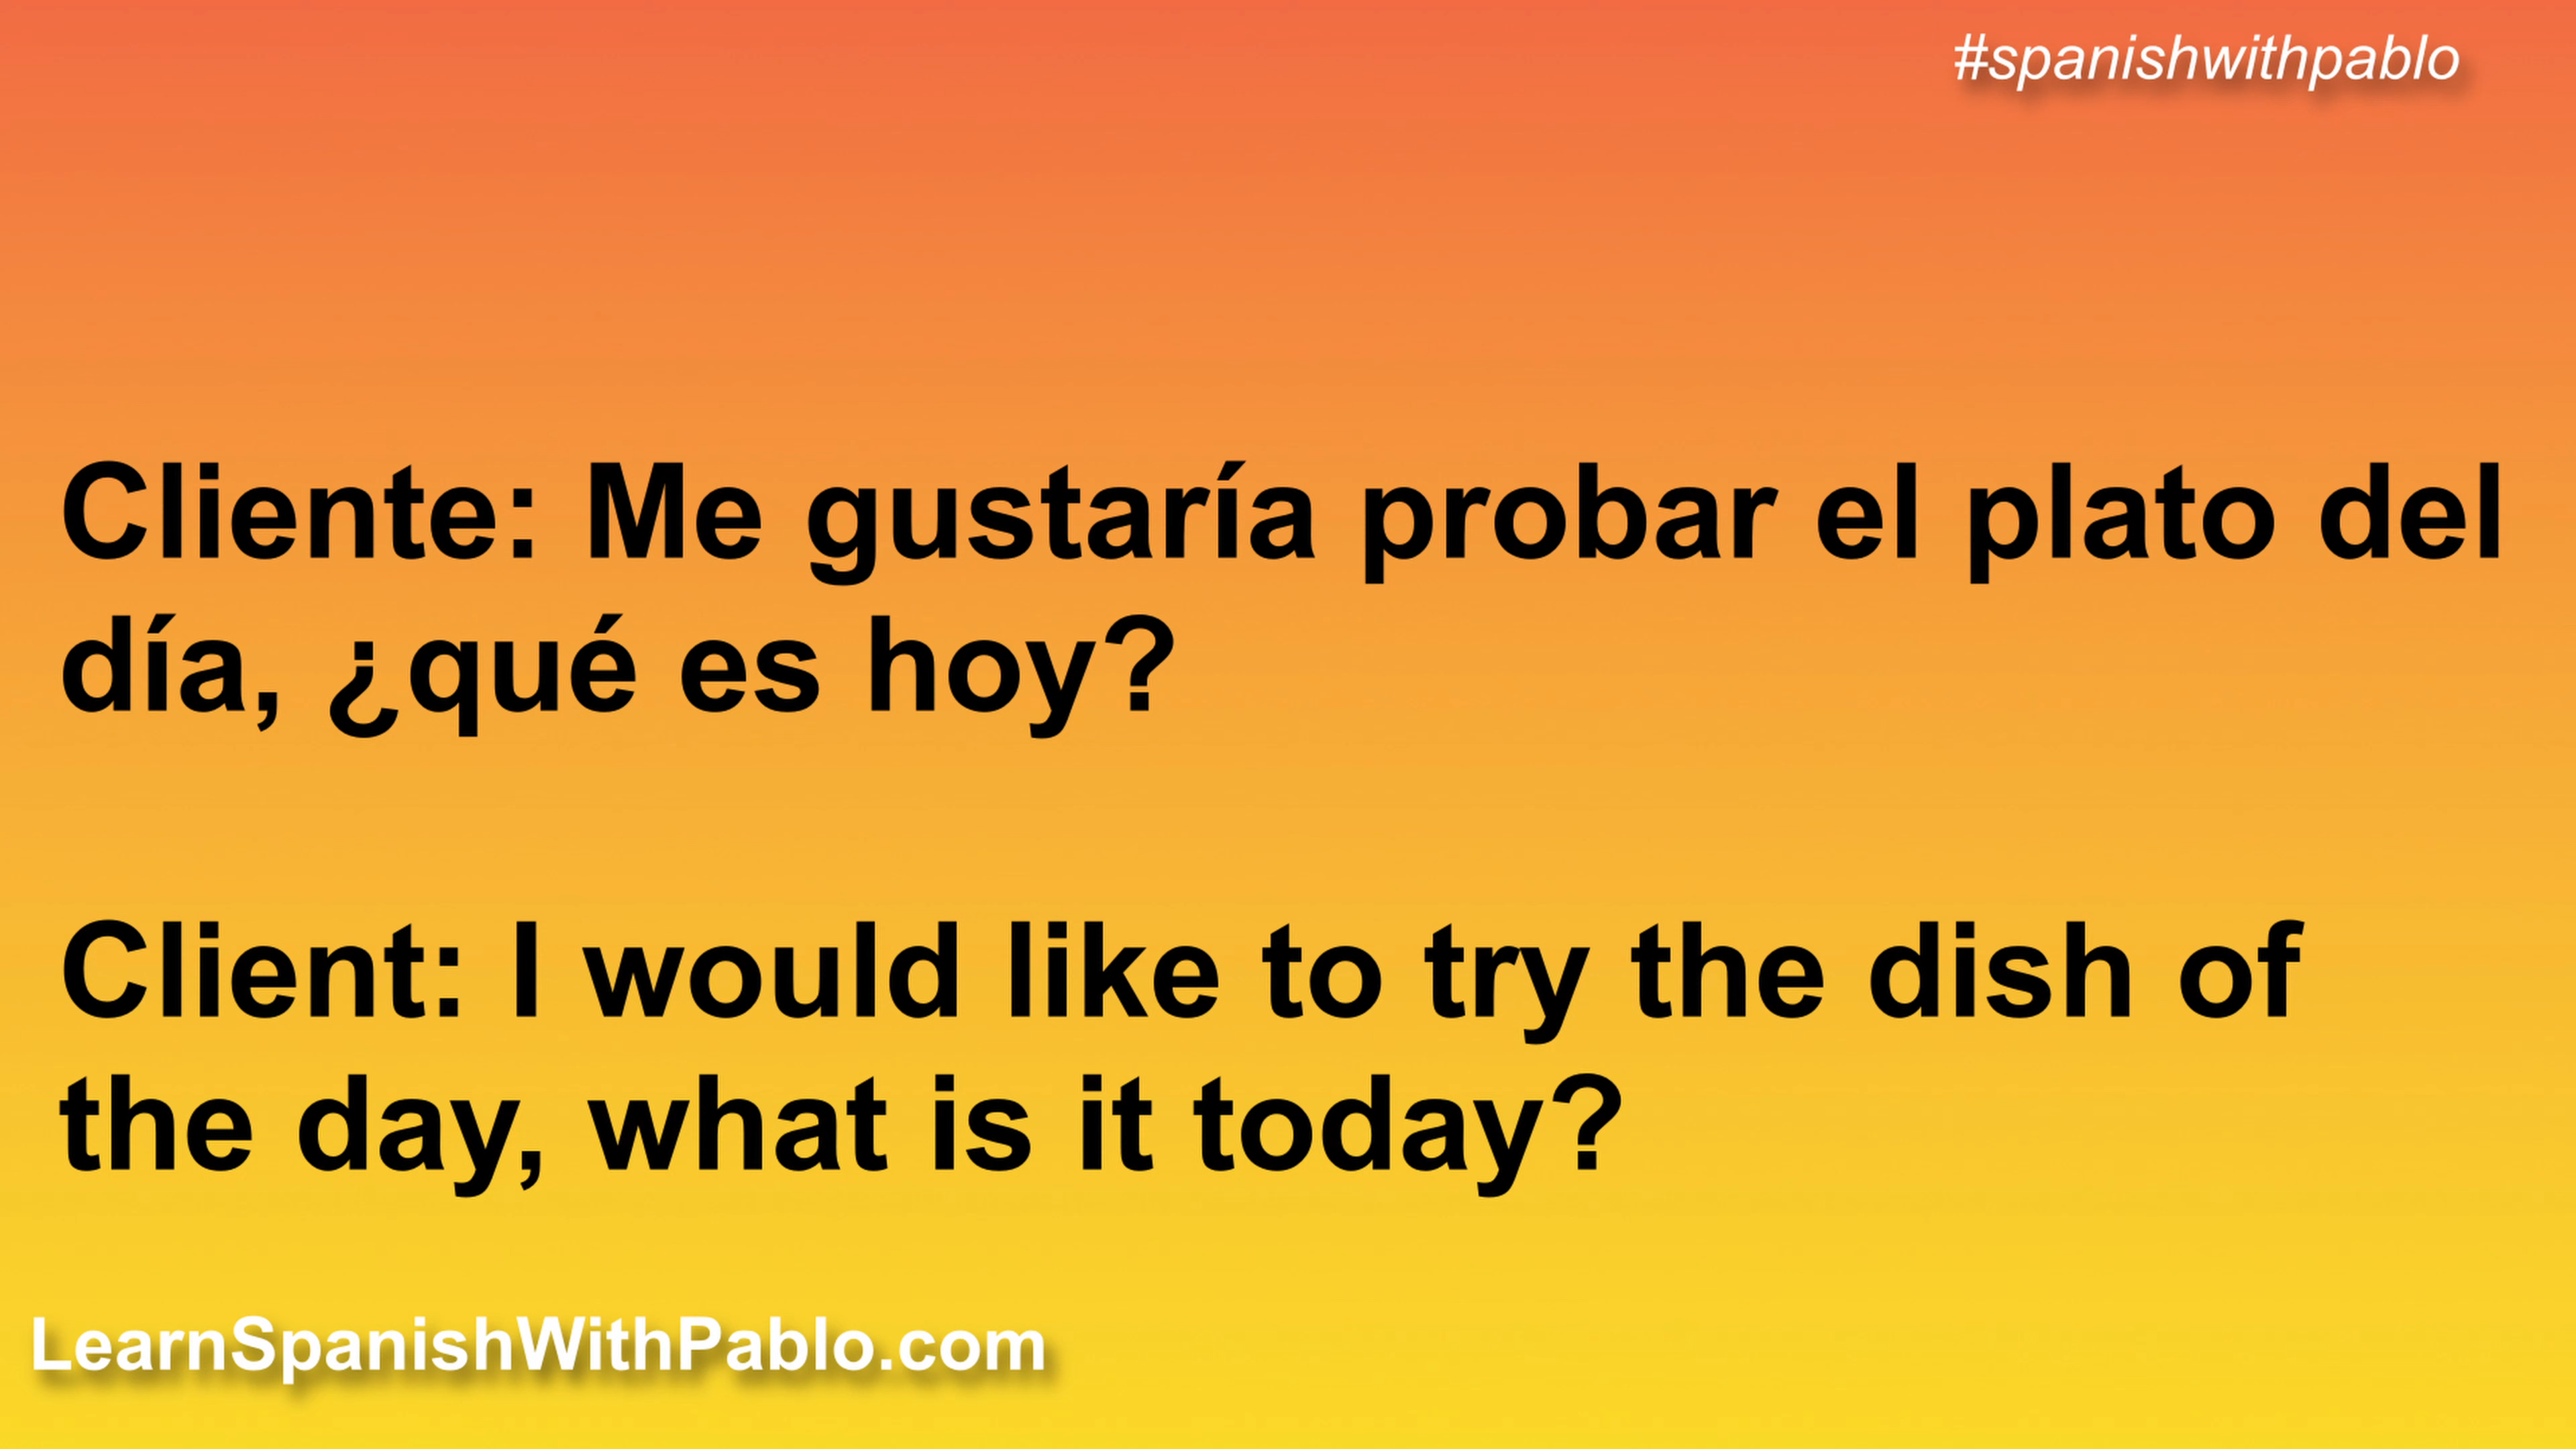 #spanishwithpablo
Cliente: Me gustaría probar el plato del
día, ¿qué es hoy?
Client: I would like to try the dish of
the day, what is it today?
LearnSpanishWithPablo.com